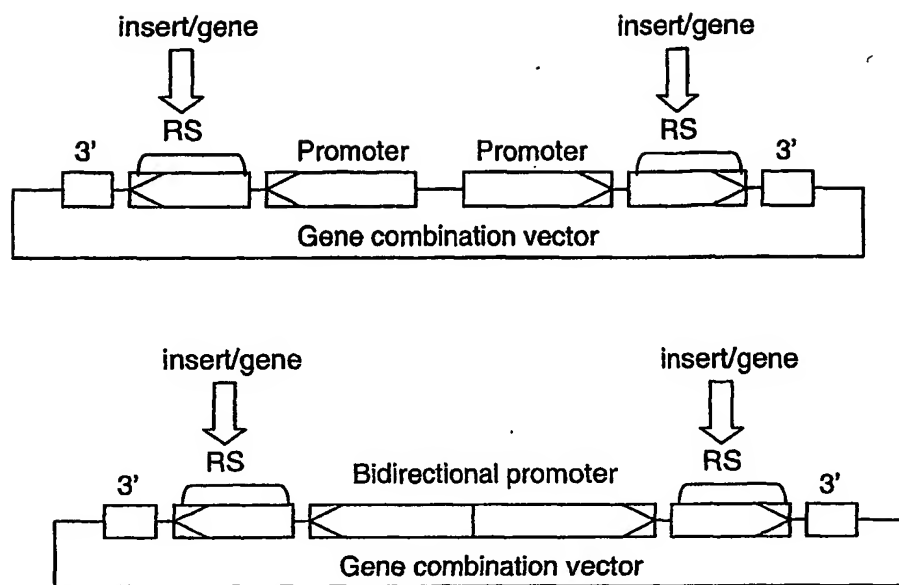 insert/gene insert/gene
RS RS
3' Promoter Promoter 3'
Gene combination vector
insert/gene insert/gene
RS RS
3' Bidirectional promoter 3'
Gene combination vector